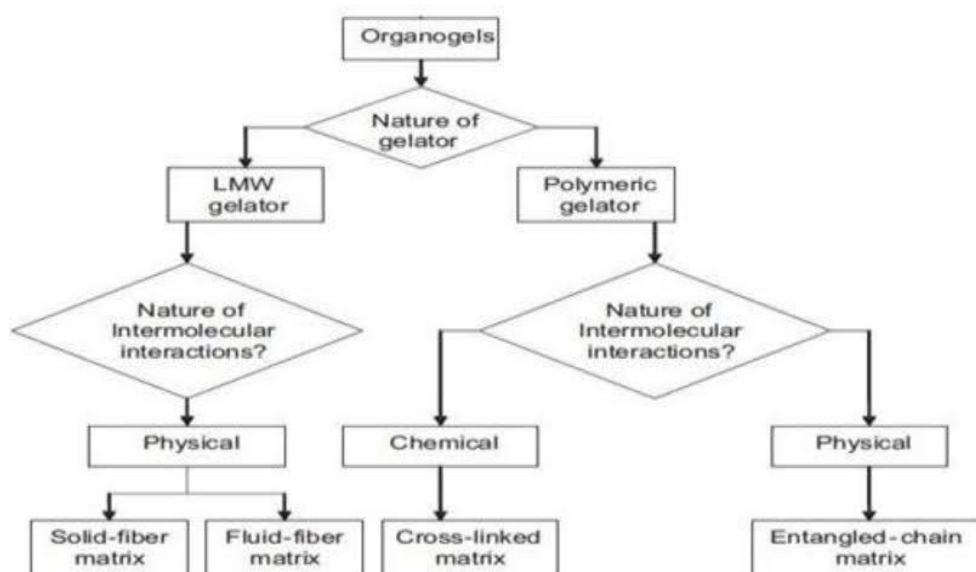 Organogels
Nature of
gelator
LMW
gelator
Polymeric
gelator
Nature of
Intermolecular
interactions?
Nature of
Intermolecular
interactions?
Physical
Chemical
Physical
Solid-fiber
matrix
Fluid-fiber
matrix
Cross-linked
matrix
Entangled-chain
matrix